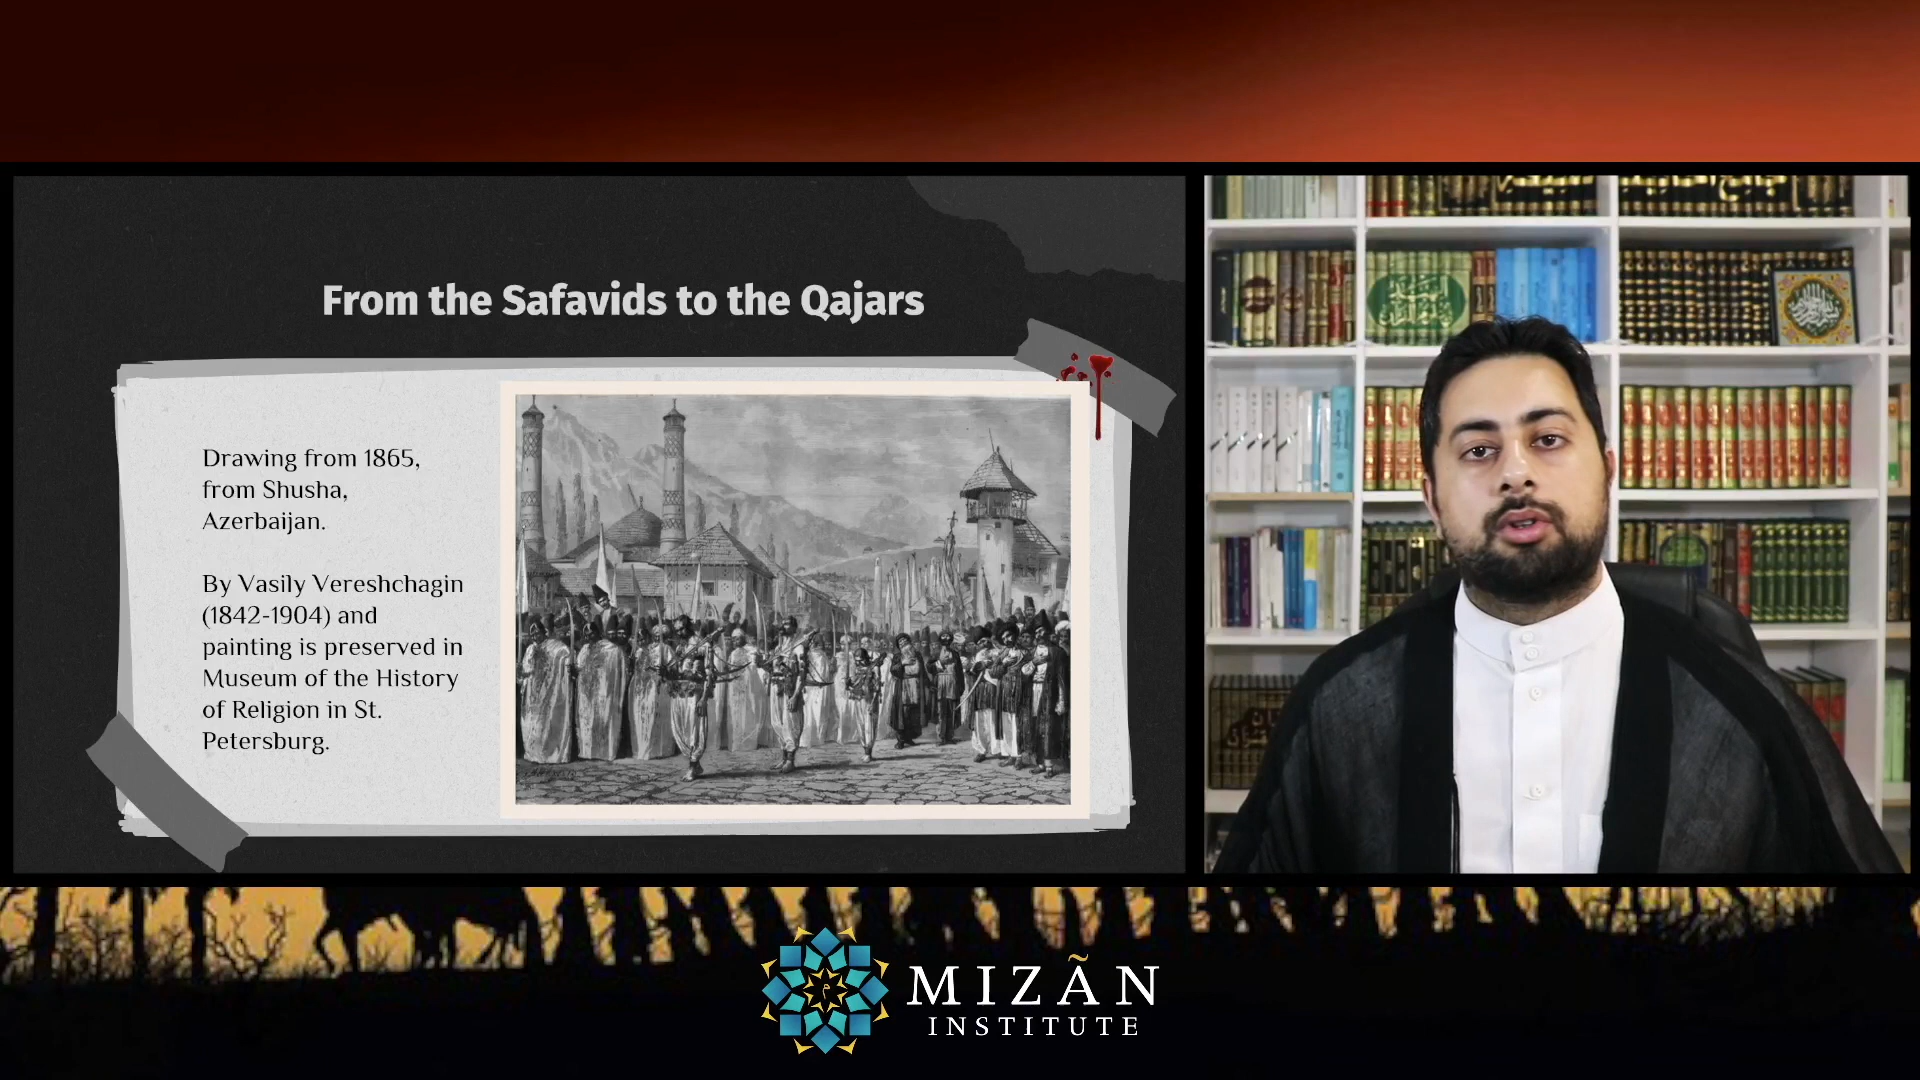 From the Safavids to the Qajars
Drawing from 1865,
from Shusha,
Azerbaijan.
By Vasily Vereshchagin
(1842-1904) and
painting is preserved in
Museum of the History
of Religion in St.
Petersburg.
MIZÃN
INSTITUTE